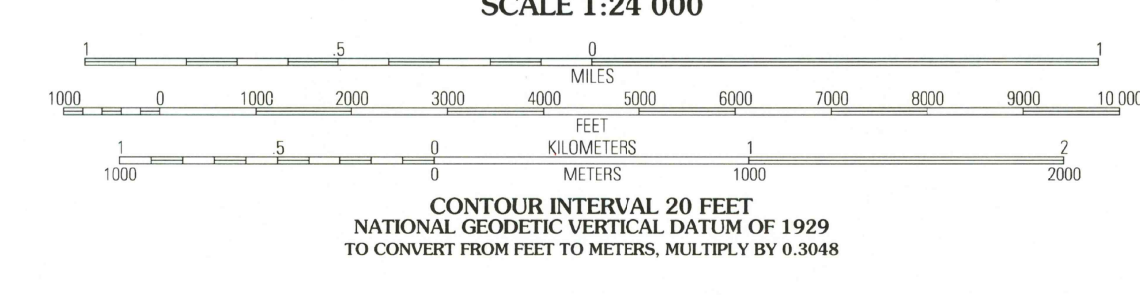 SCALE 1:24 000
1 .5 0 1
MILES
1000 0 1000 2000 3000 4000 5000 6000 7000 8000 9000 10 000
FEET
1 .5 0 KILOMETERS 1 2
1000 0 METERS 1000 2000
CONTOUR INTERVAL 20 FEET
NATIONAL GEODETIC VERTICAL DATUM OF 1929
TO CONVERT FROM FEET TO METERS, MULTIPLY BY 0.3048